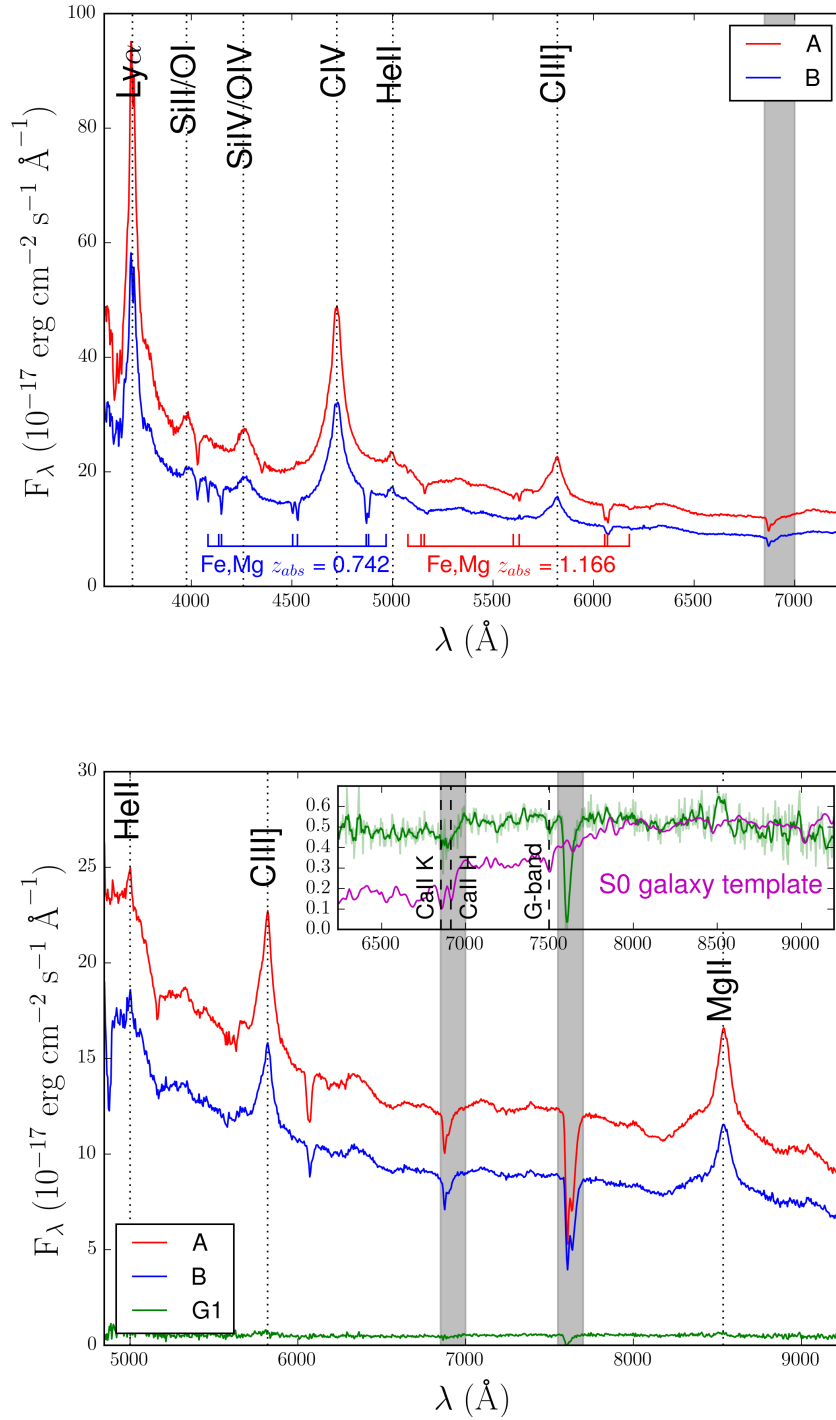 100
80
60
40
20
0
F_λ (10^−17 erg cm^−2 s^−1 Å^−1)
Lyα
SiII/OI
SiIV/OIV
CIV
HeII
CIII]
A
B
Fe,Mg z_abs = 0.742
Fe,Mg z_abs = 1.166
4000 4500 5000 5500 6000 6500 7000
λ (Å)
30
25
20
15
10
5
0
F_λ (10^−17 erg cm^−2 s^−1 Å^−1)
HeII
CIII]
MgII
0.6
0.5
0.4
0.3
0.2
0.1
0.0
CaII K
CaII H
G-band
S0 galaxy template
6500 7000 7500 8000 8500 9000
A
B
G1
5000 6000 7000 8000 9000
λ (Å)